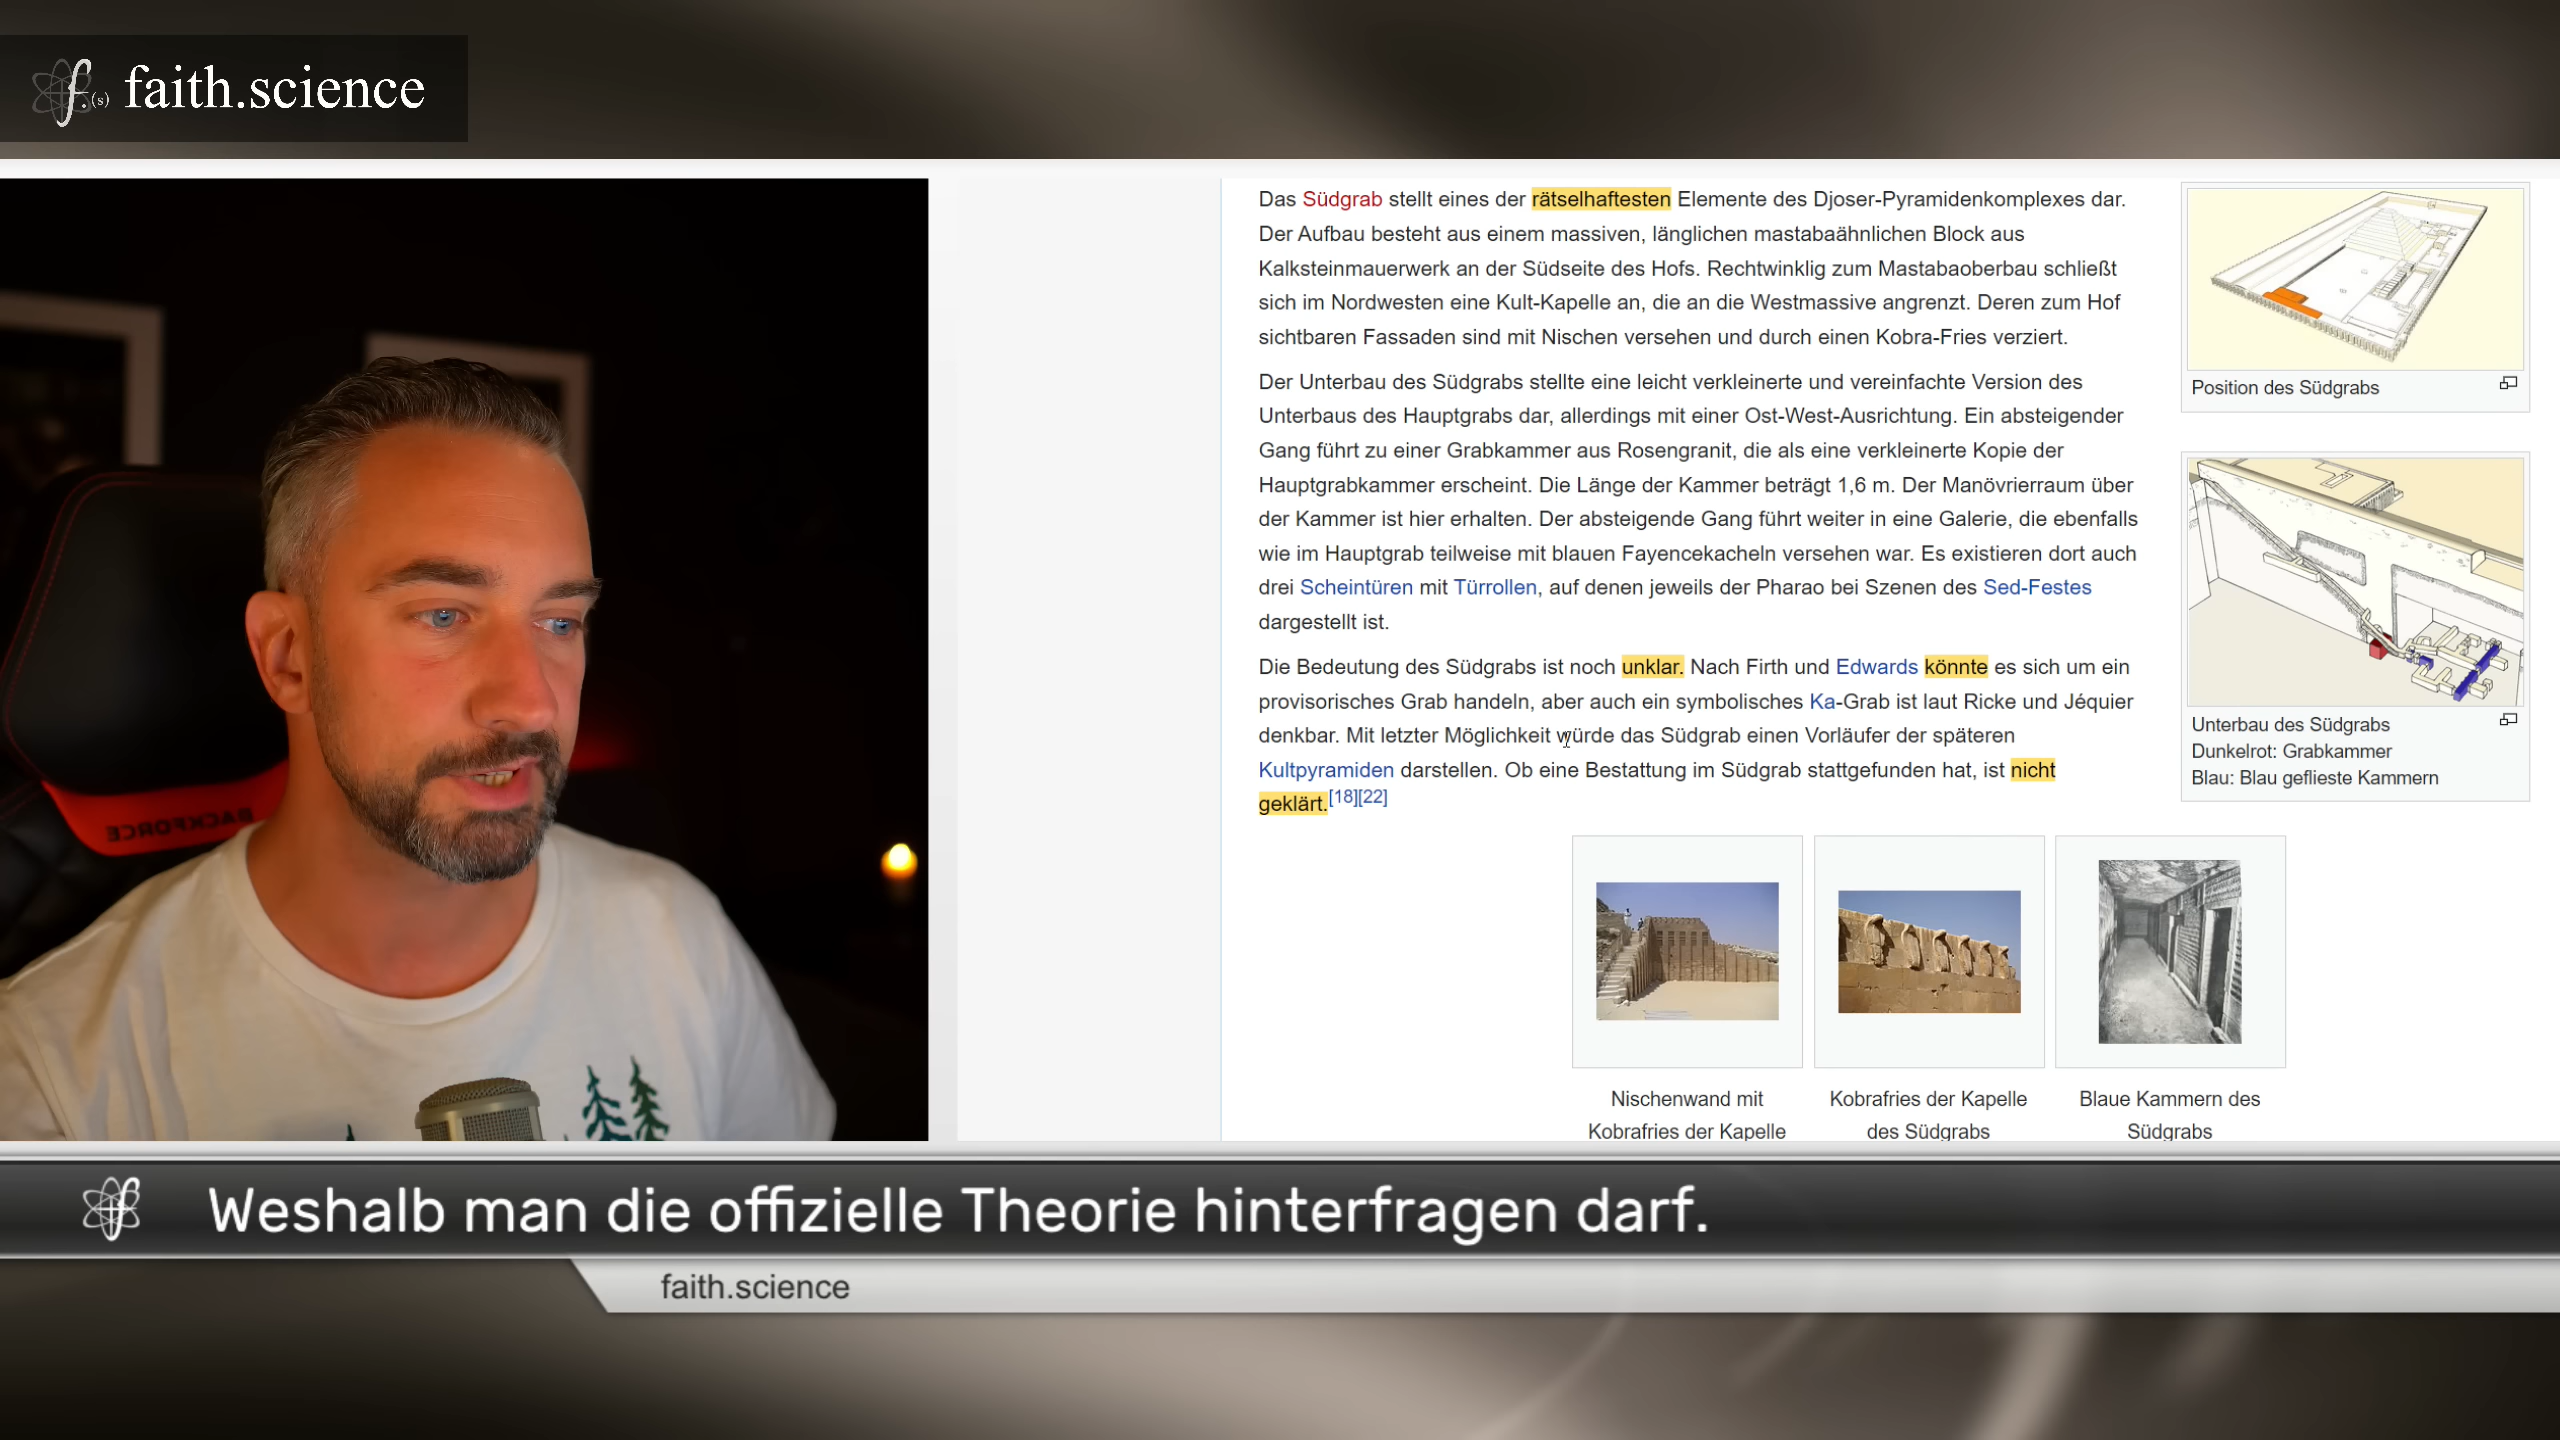 f.(s) faith.science
Das Südgrab stellt eines der rätselhaftesten Elemente des Djoser-Pyramidenkomplexes dar.
Der Aufbau besteht aus einem massiven, länglichen mastabaähnlichen Block aus
Kalksteinmauerwerk an der Südseite des Hofs. Rechtwinklig zum Mastabaoberbau schließt
sich im Nordwesten eine Kult-Kapelle an, die an die Westmassive angrenzt. Deren zum Hof
sichtbaren Fassaden sind mit Nischen versehen und durch einen Kobra-Fries verziert.
Der Unterbau des Südgrabs stellte eine leicht verkleinerte und vereinfachte Version des
Unterbaus des Hauptgrabs dar, allerdings mit einer Ost-West-Ausrichtung. Ein absteigender
Gang führt zu einer Grabkammer aus Rosengranit, die als eine verkleinerte Kopie der
Hauptgrabkammer erscheint. Die Länge der Kammer beträgt 1,6 m. Der Manövrierraum über
der Kammer ist hier erhalten. Der absteigende Gang führt weiter in eine Galerie, die ebenfalls
wie im Hauptgrab teilweise mit blauen Fayencekacheln versehen war. Es existieren dort auch
drei Scheintüren mit Türrollen, auf denen jeweils der Pharao bei Szenen des Sed-Festes
dargestellt ist.
Die Bedeutung des Südgrabs ist noch unklar. Nach Firth und Edwards könnte es sich um ein
provisorisches Grab handeln, aber auch ein symbolisches Ka-Grab ist laut Ricke und Jéquier
denkbar. Mit letzter Möglichkeit würde das Südgrab einen Vorläufer der späteren
Kultpyramiden darstellen. Ob eine Bestattung im Südgrab stattgefunden hat, ist nicht
geklärt.[18][22]
Position des Südgrabs
Unterbau des Südgrabs
Dunkelrot: Grabkammer
Blau: Blau geflieste Kammern
Nischenwand mit
Kobrafries der Kapelle
Kobrafries der Kapelle
des Südgrabs
Blaue Kammern des
Südgrabs
BACKFORCE
Weshalb man die offizielle Theorie hinterfragen darf.
faith.science